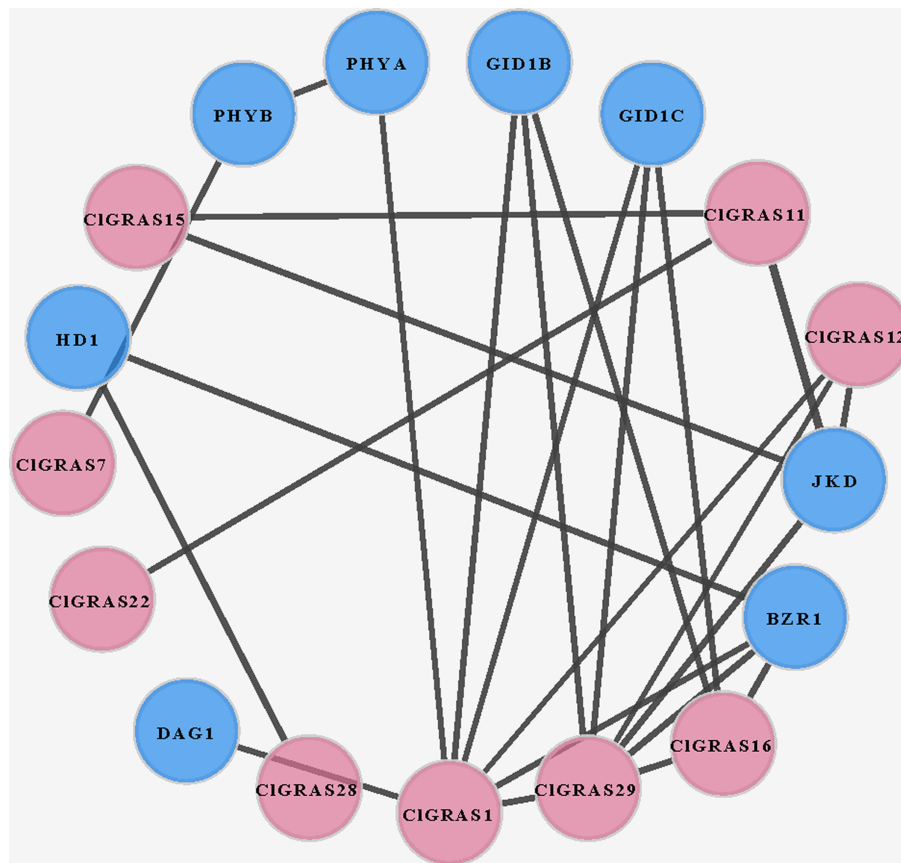 PHYA
GID1B
PHYB
GID1C
ClGRAS15
ClGRAS11
HD1
ClGRAS12
ClGRAS7
JKD
ClGRAS22
BZR1
DAG1
ClGRAS16
ClGRAS28
ClGRAS29
ClGRAS1